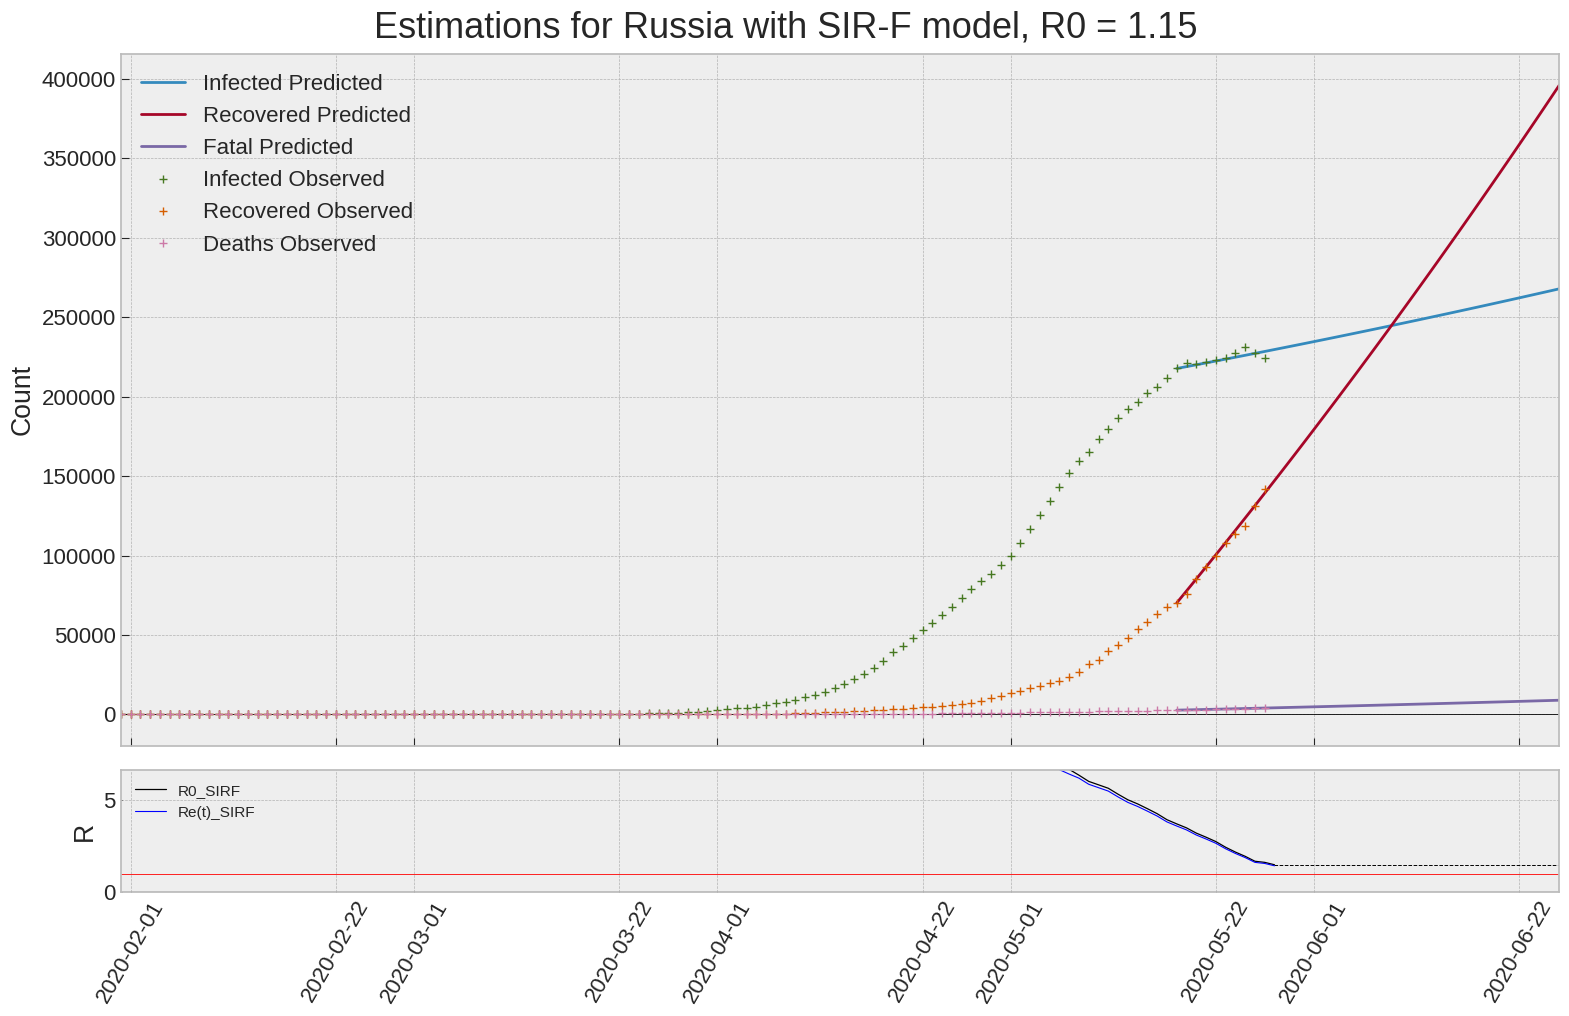 Estimations for Russia with SIR-F model, R0 = 1.15
400000
350000
300000
250000
200000
150000
100000
50000
0
Count
Infected Predicted
Recovered Predicted
Fatal Predicted
Infected Observed
Recovered Observed
Deaths Observed
5
0
R
R0_SIRF
Re(t)_SIRF
2020-02-01
2020-02-22
2020-03-01
2020-03-22
2020-04-01
2020-04-22
2020-05-01
2020-05-22
2020-06-01
2020-06-22